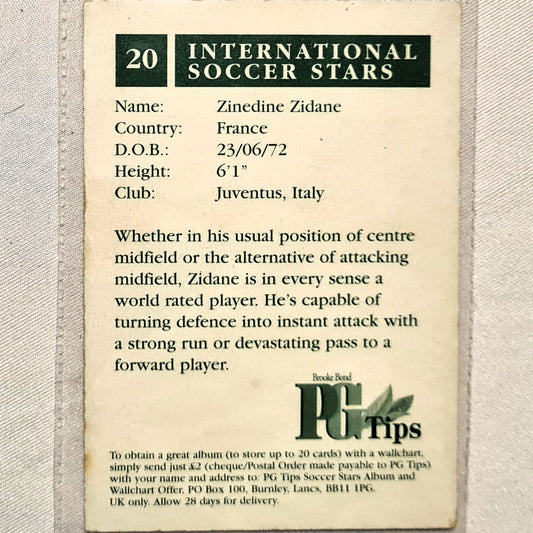 20 INTERNATIONAL
SOCCER STARS
Name: Zinedine Zidane
Country: France
D.O.B.: 23/06/72
Height: 6'1"
Club: Juventus, Italy
Whether in his usual position of centre
midfield or the alternative of attacking
midfield, Zidane is in every sense a
world rated player. He's capable of
turning defence into instant attack with
a strong run or devastating pass to a
forward player.
Brooke Bond
PG Tips
To obtain a great album (to store up to 20 cards) with a wallchart,
simply send just £2 (cheque/Postal Order made payable to PG Tips)
with your name and address to: PG Tips Soccer Stars Album and
Wallchart Offer, PO Box 100, Burnley, Lancs, BB11 1PG.
UK only. Allow 28 days for delivery.